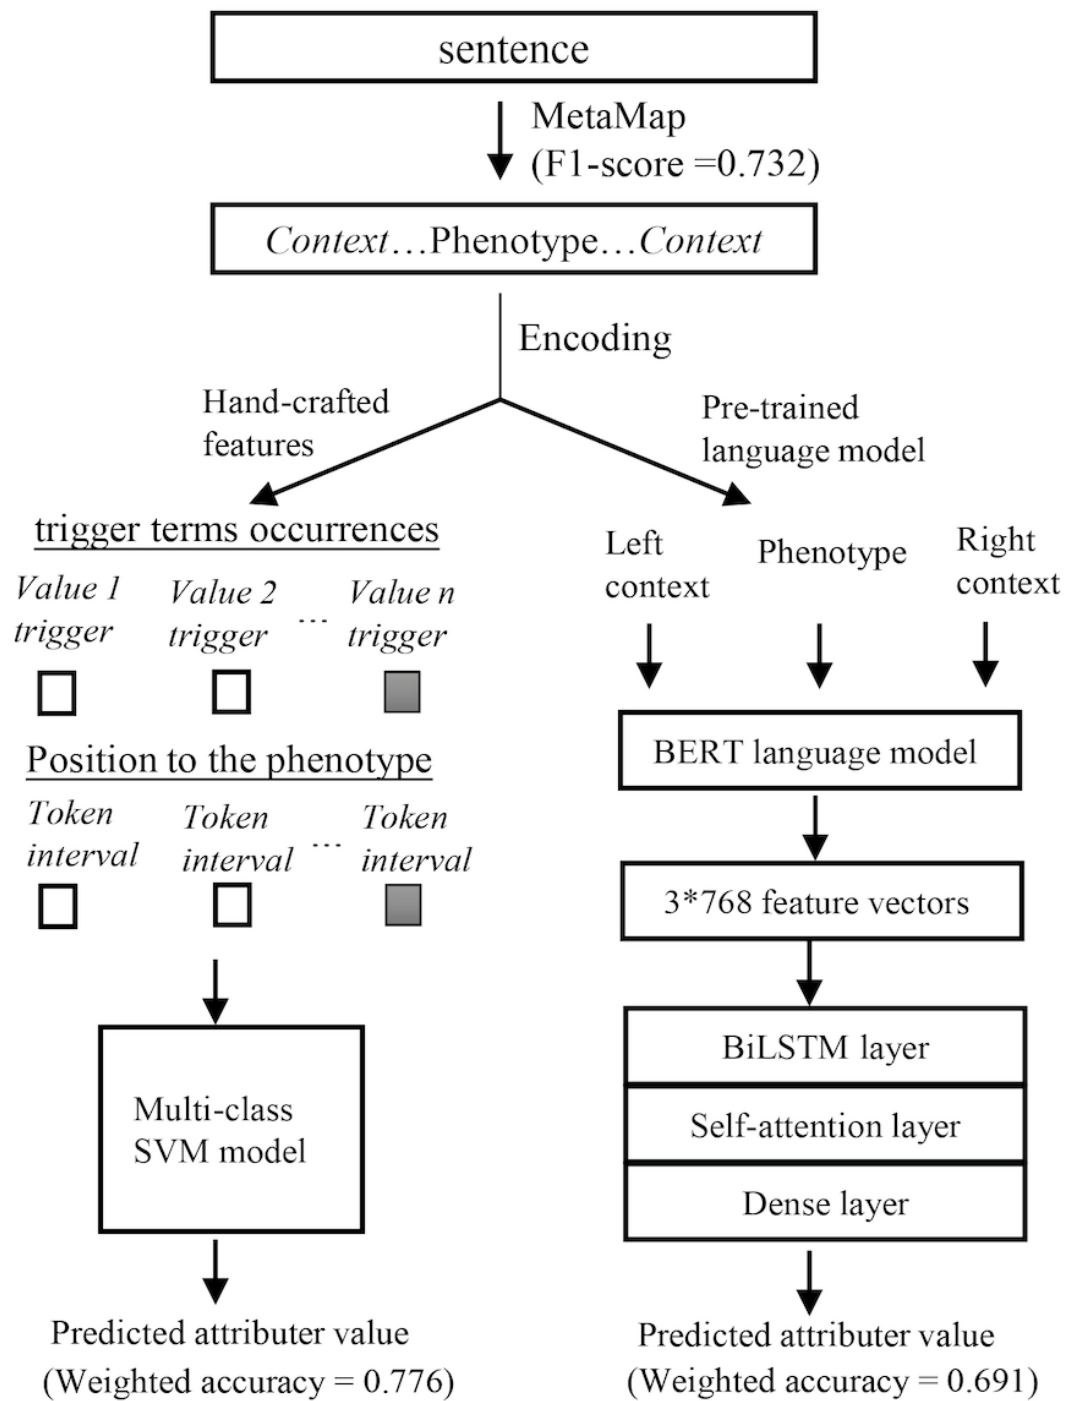 sentence
MetaMap
(F1-score =0.732)
Context...Phenotype...Context
Encoding
Hand-crafted
features
trigger terms occurrences
Value 1
trigger
Value 2
trigger
...
Value n
trigger
Position to the phenotype
Token
interval
Token
interval
...
Token
interval
Multi-class
SVM model
Predicted attributer value
(Weighted accuracy = 0.776)
Pre-trained
language model
Left
context
Phenotype
Right
context
BERT language model
3*768 feature vectors
BiLSTM layer
Self-attention layer
Dense layer
Predicted attributer value
(Weighted accuracy = 0.691)